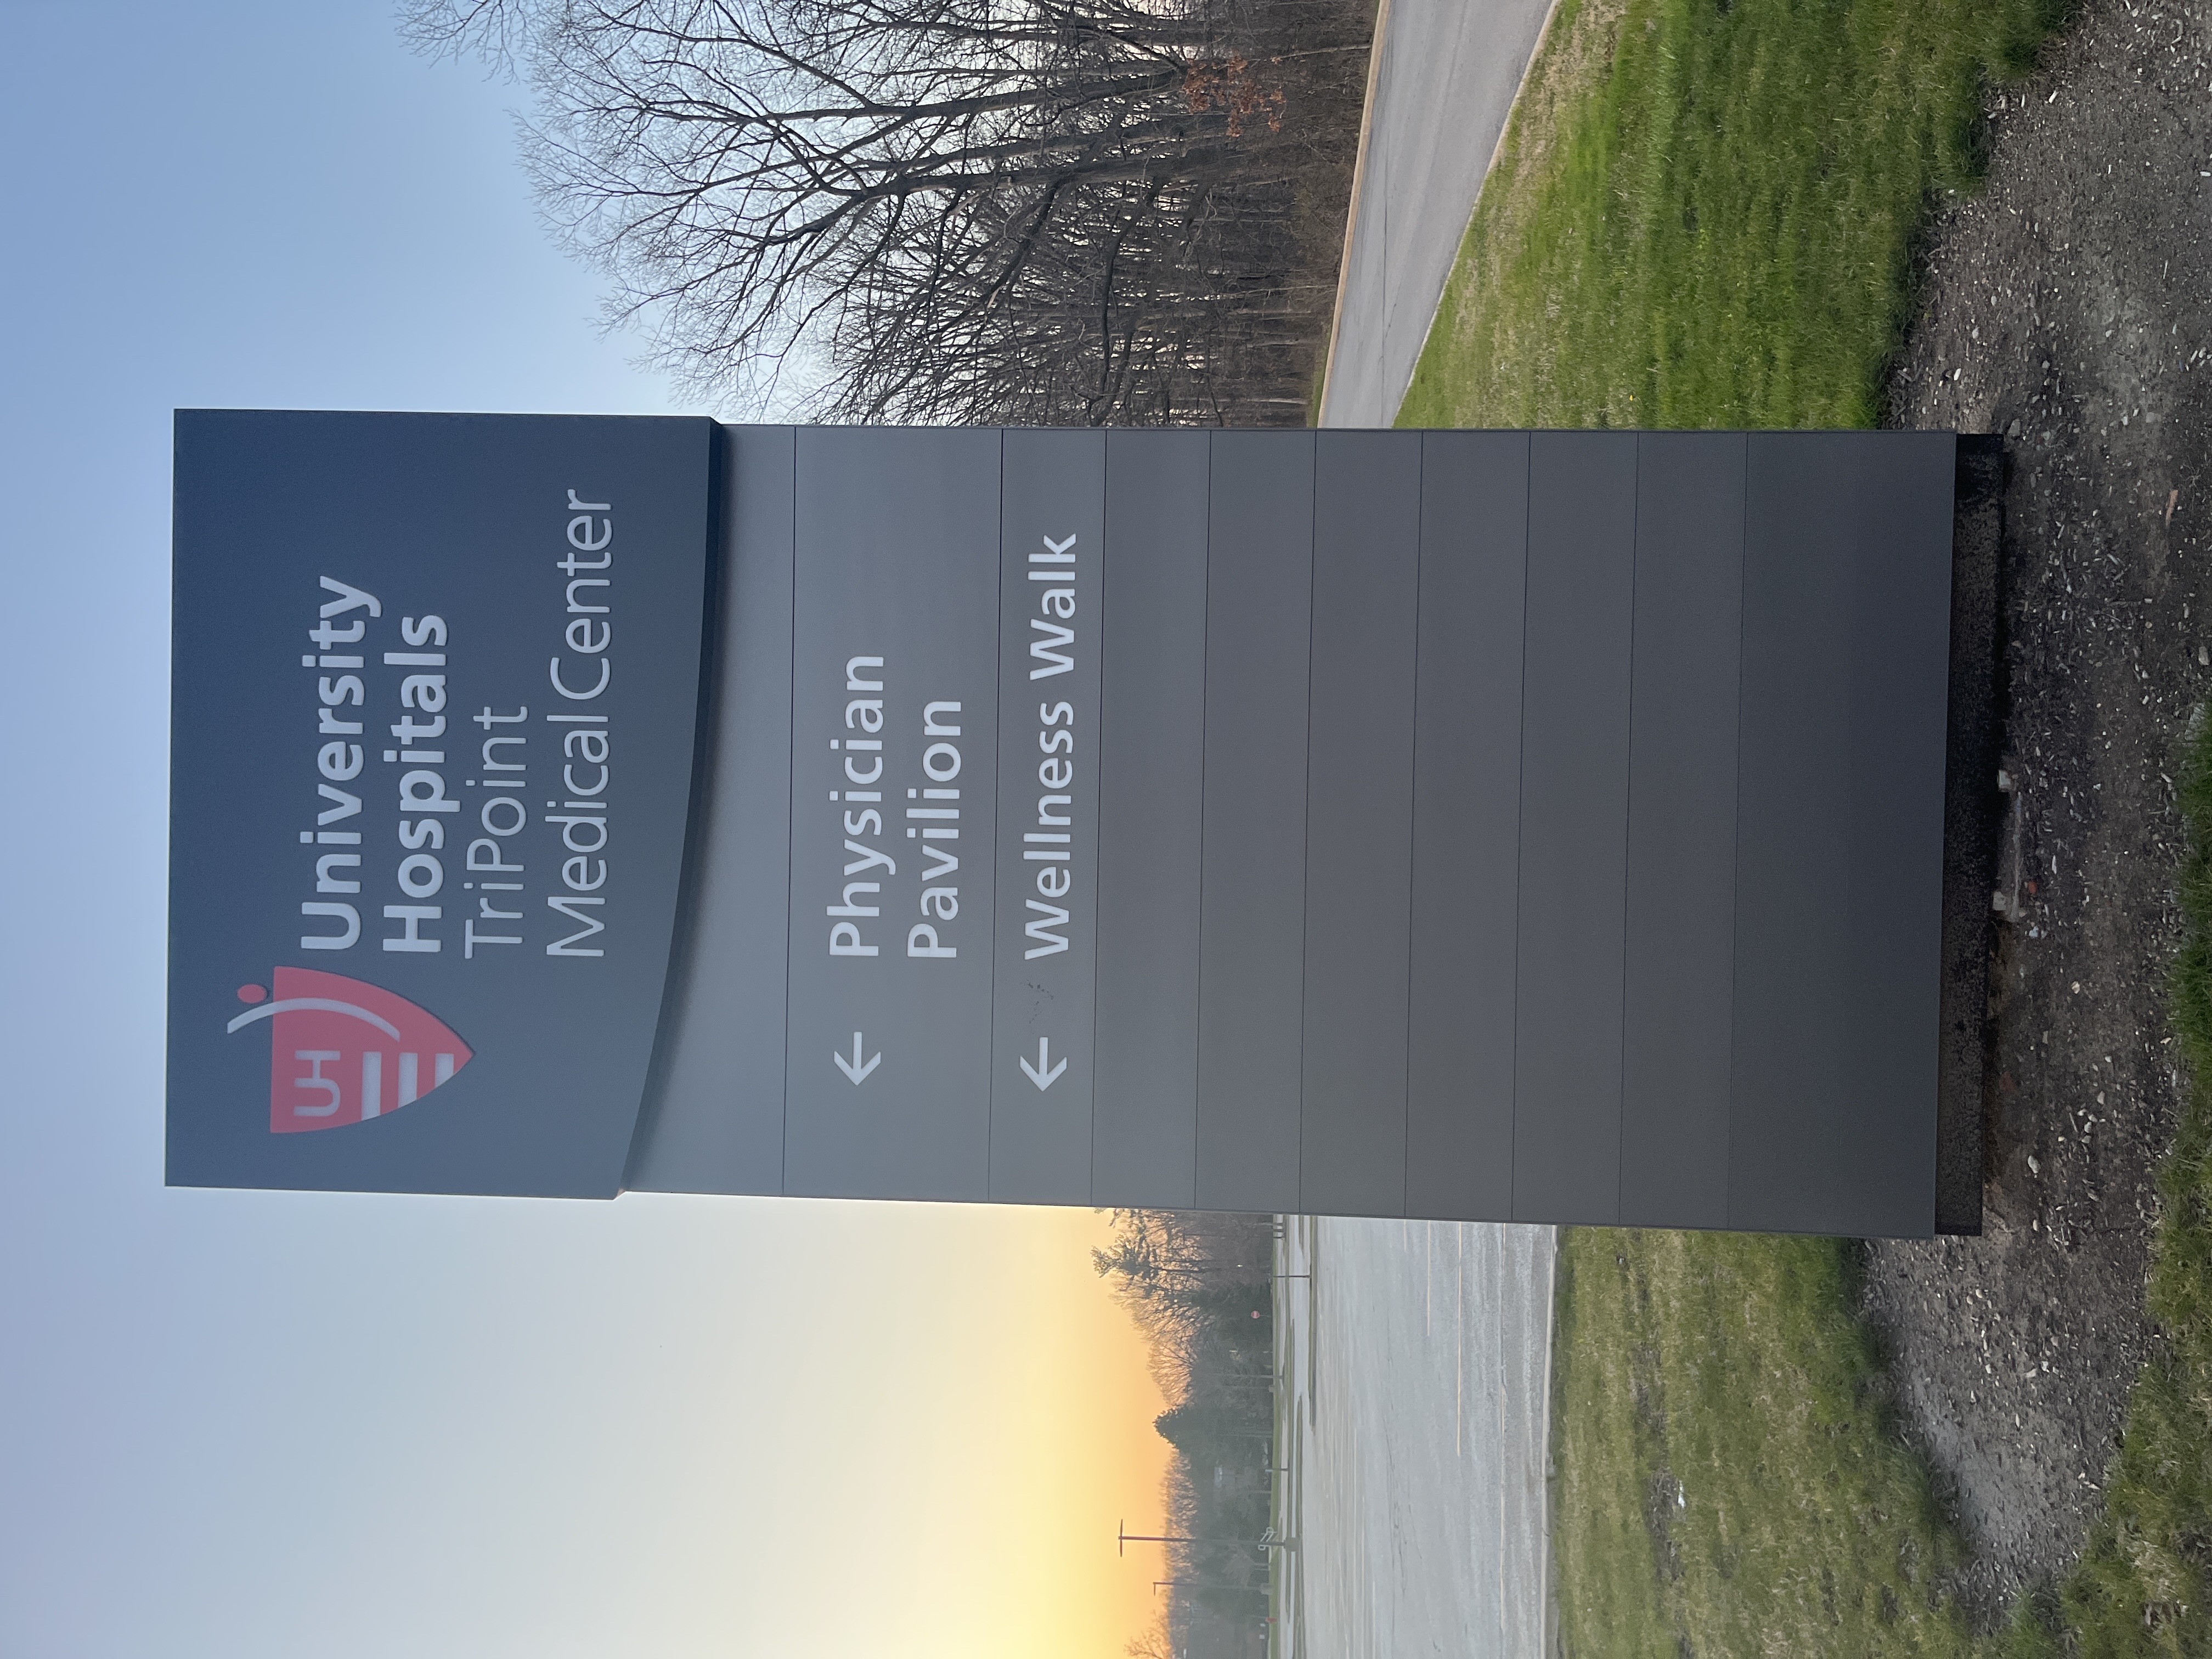 UH
University
Hospitals
TriPoint
Medical Center
← Physician
Pavilion
← Wellness Walk